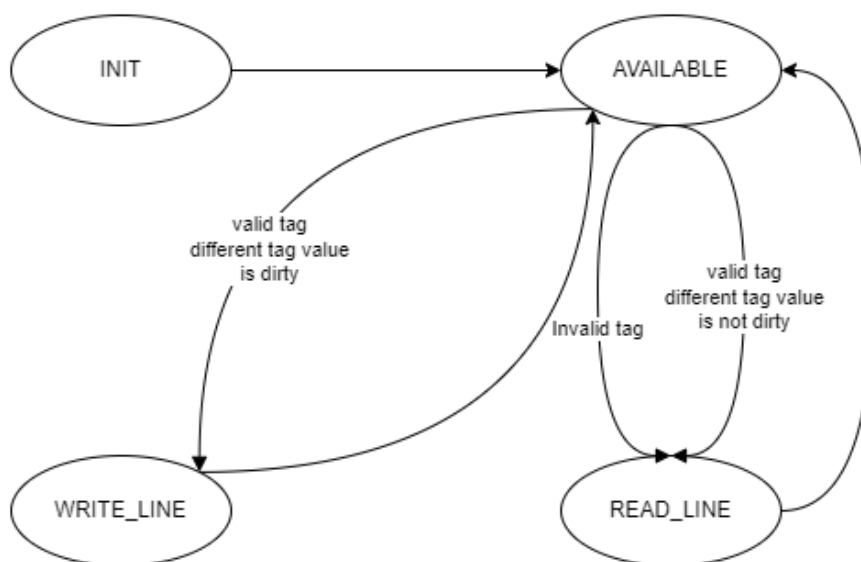 INIT
AVAILABLE
valid tag
different tag value
is dirty
valid tag
different tag value
is not dirty
Invalid tag
WRITE_LINE
READ_LINE